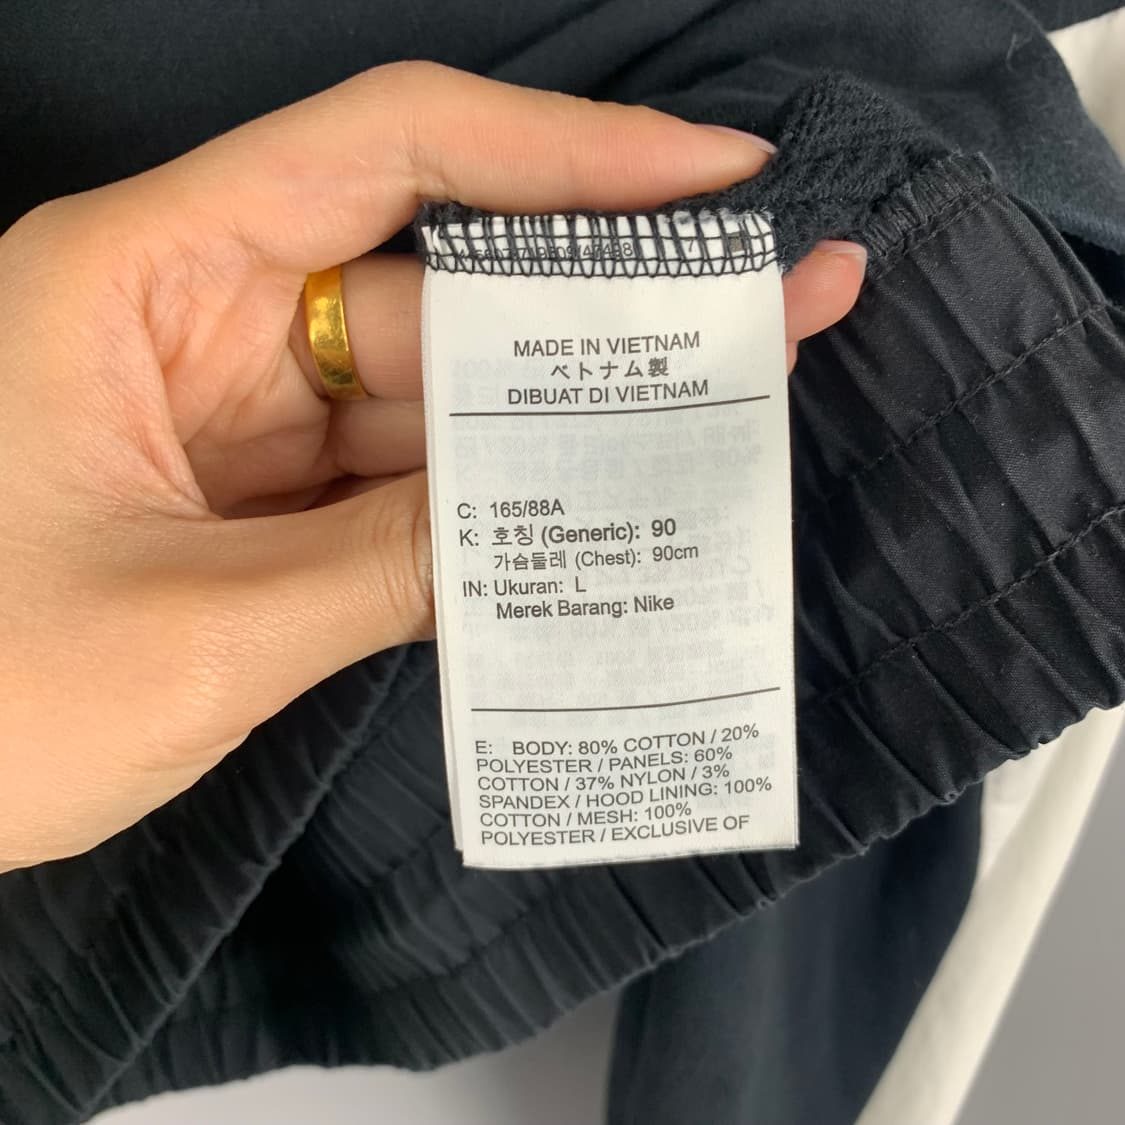 MADE IN VIETNAM
ベトナム製
DIBUAT DI VIETNAM
C: 165/88A
K: 호칭 (Generic): 90
가슴둘레 (Chest): 90cm
IN: Ukuran: L
Merek Barang: Nike
E: BODY: 80% COTTON / 20%
POLYESTER / PANELS: 60%
COTTON / 37% NYLON / 3%
SPANDEX / HOOD LINING: 100%
COTTON / MESH: 100%
POLYESTER / EXCLUSIVE OF